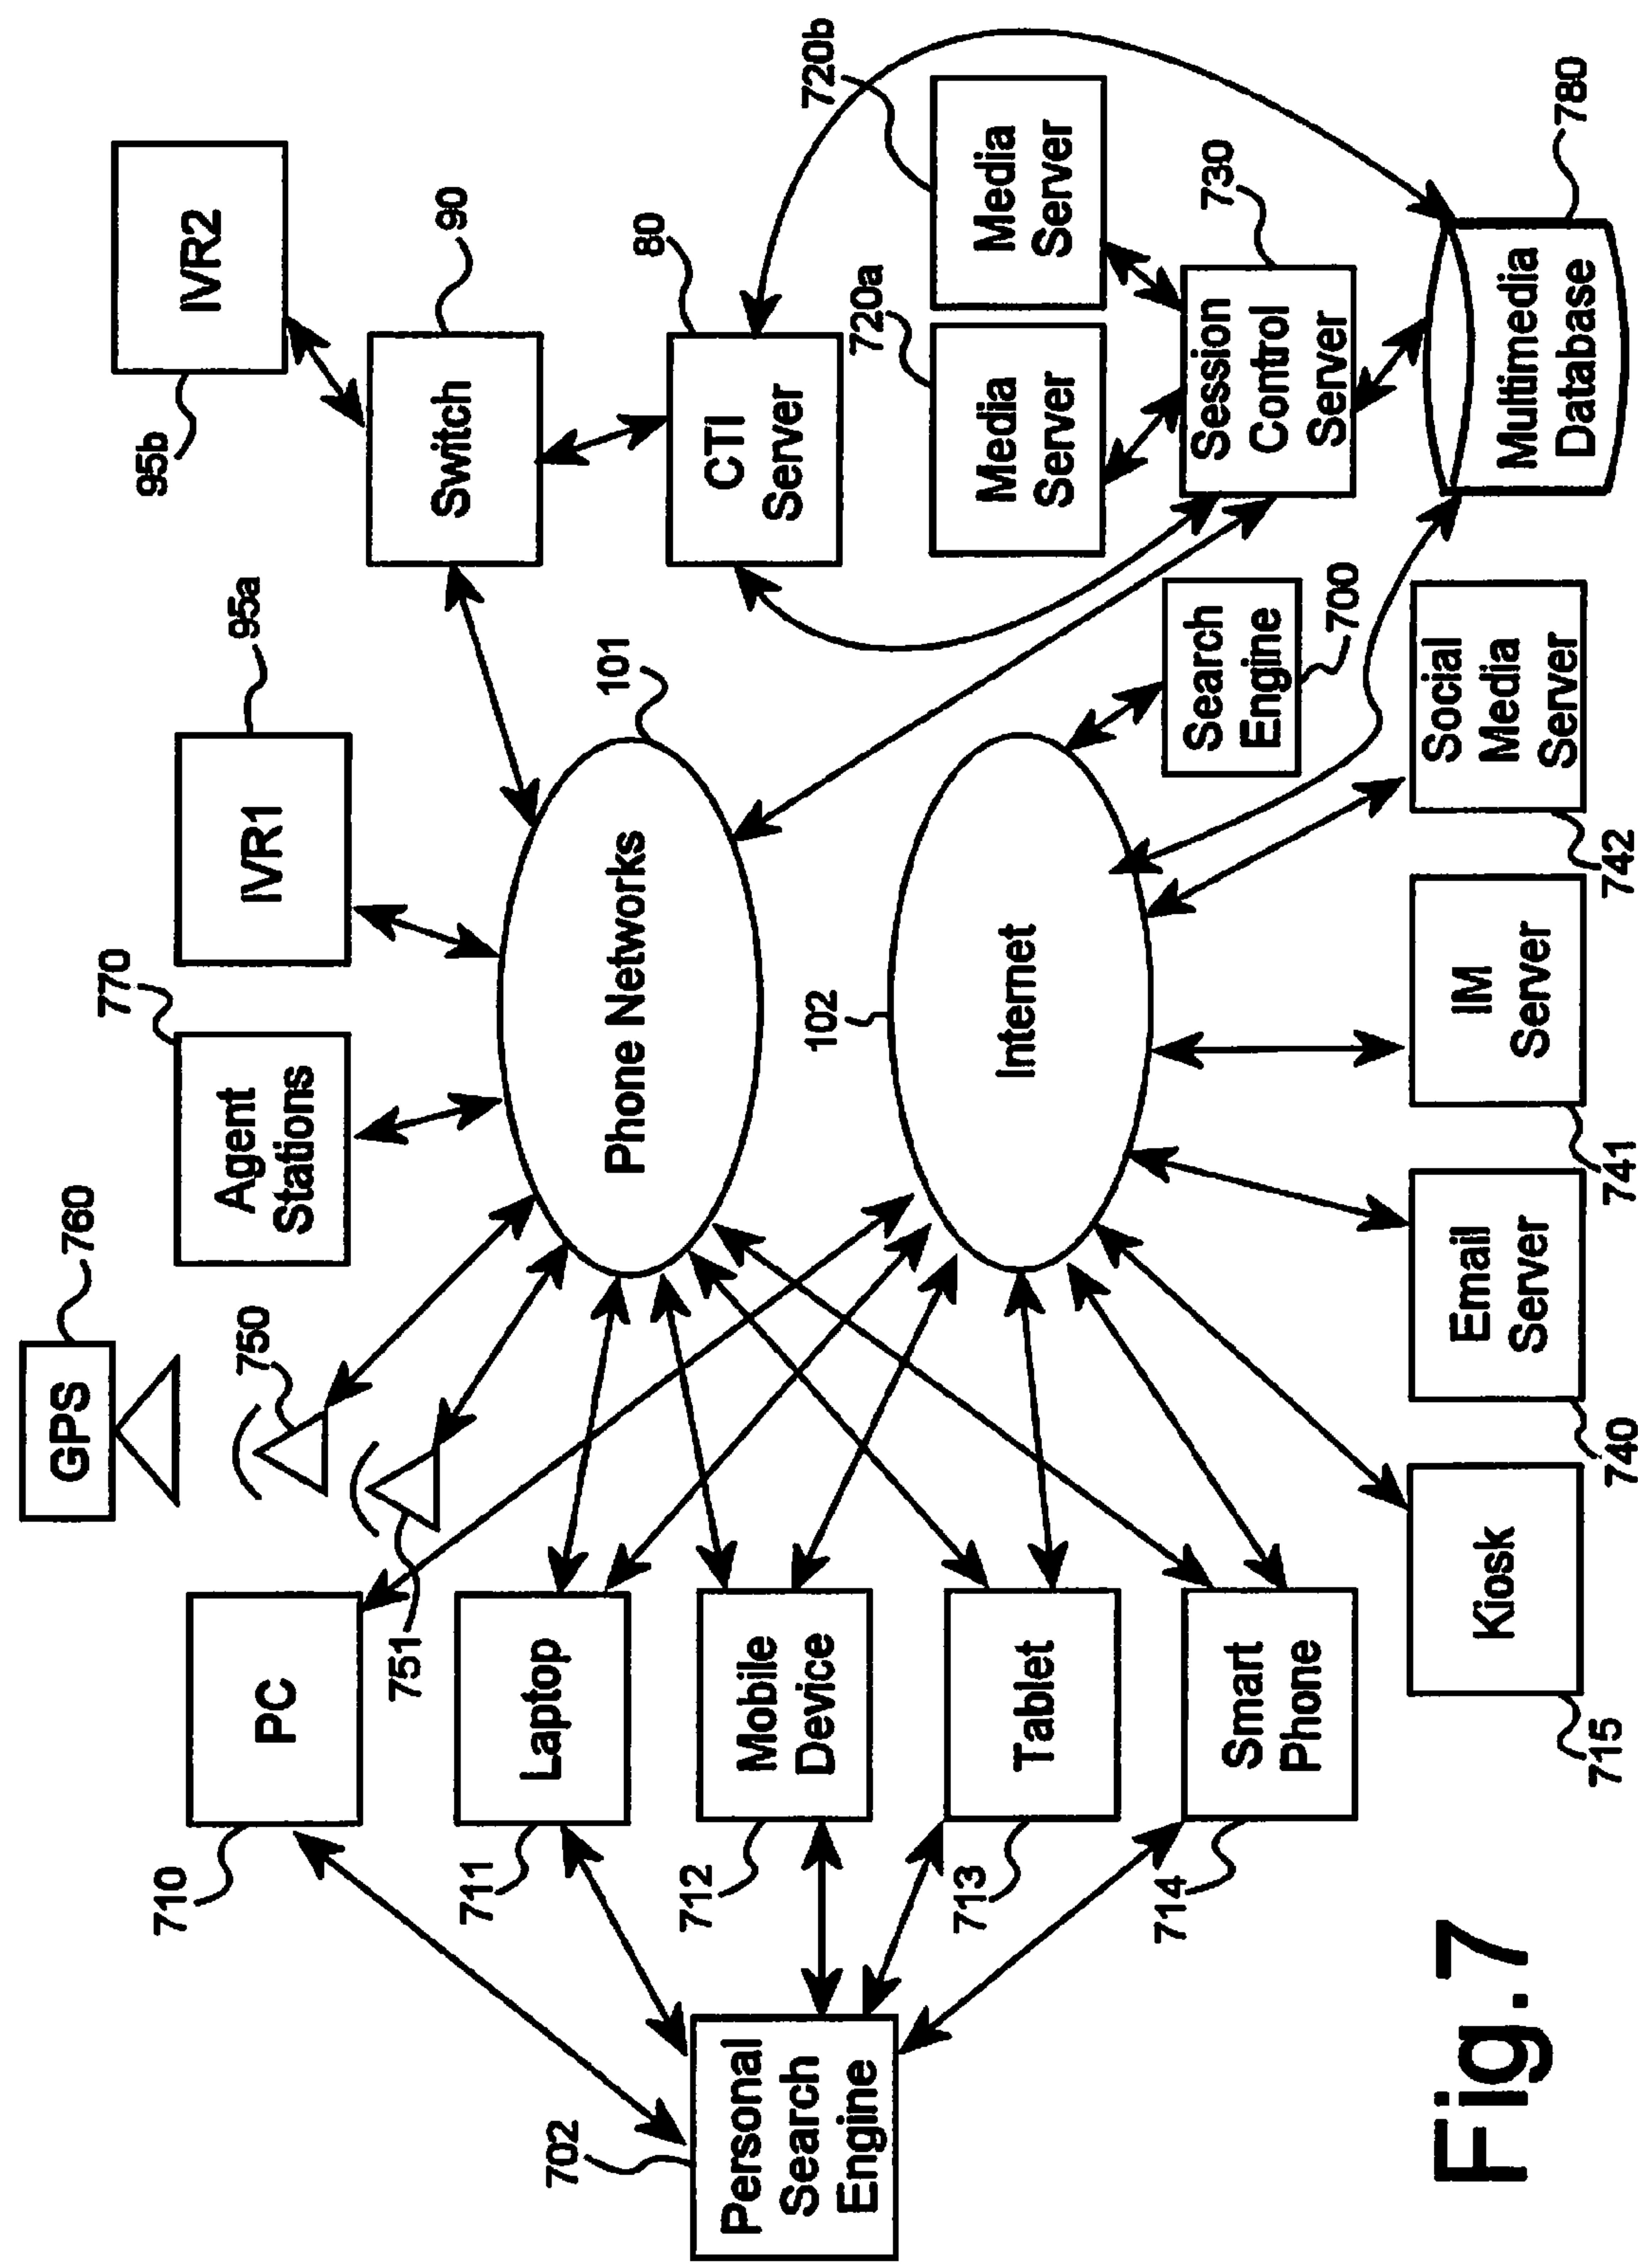 GPS
760
750
751
770
Agent
Stations
IVR1
95a
IVR2
95b
Switch
90
CTI
Server
80
Phone Networks
101
Internet
102
720a
Media
Server
720b
Media
Server
730
Session
Control
Server
Multimedia
Database
780
Search
Engine
700
PC
710
Laptop
711
Mobile
Device
712
Tablet
713
Smart
Phone
714
Personal
Search
Engine
702
Kiosk
715
Email
Server
740
IM
Server
741
Social
Media
Server
742
Fig.7